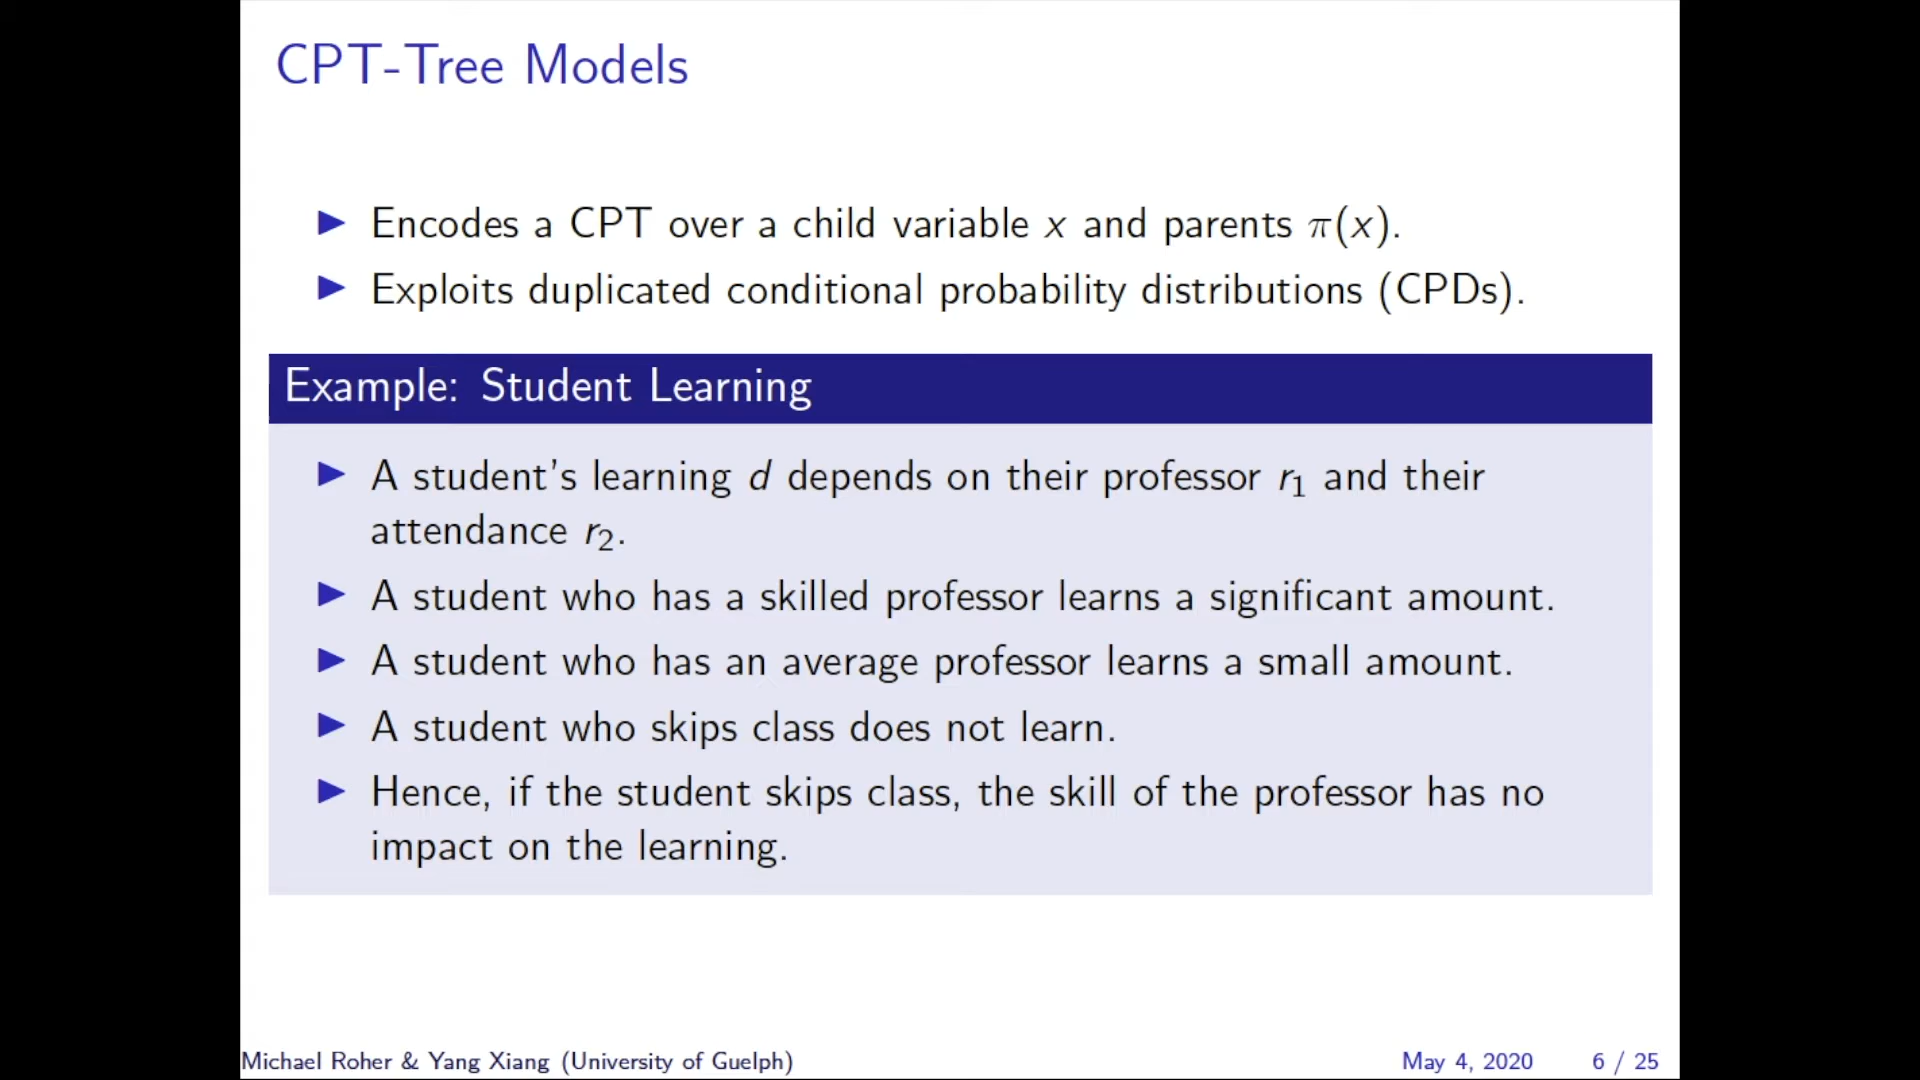 CPT-Tree Models
▶ Encodes a CPT over a child variable x and parents π(x).
▶ Exploits duplicated conditional probability distributions (CPDs).
Example: Student Learning
▶ A student's learning d depends on their professor r₁ and their
attendance r₂.
▶ A student who has a skilled professor learns a significant amount.
▶ A student who has an average professor learns a small amount.
▶ A student who skips class does not learn.
▶ Hence, if the student skips class, the skill of the professor has no
impact on the learning.
Michael Roher & Yang Xiang (University of Guelph) May 4, 2020 6 / 25